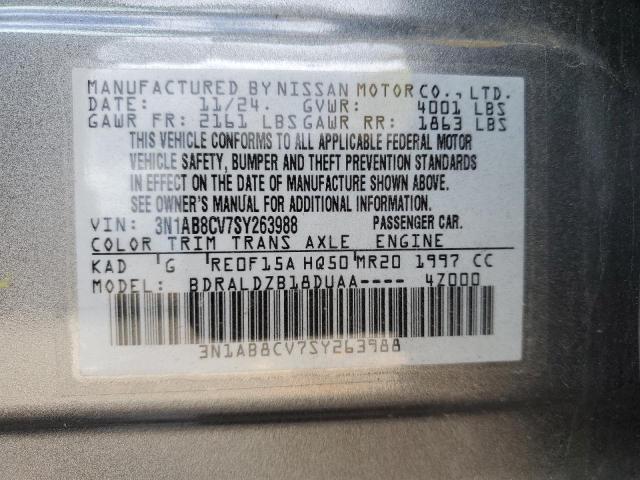 MANUFACTURED BY NISSAN MOTOR CO., LTD.
DATE: 11/24. GVWR: 4001 LBS
GAWR FR: 2161 LBS GAWR RR: 1863 LBS
THIS VEHICLE CONFORMS TO ALL APPLICABLE FEDERAL MOTOR
VEHICLE SAFETY, BUMPER AND THEFT PREVENTION STANDARDS
IN EFFECT ON THE DATE OF MANUFACTURE SHOWN ABOVE.
SEE OWNER'S MANUAL FOR ADDITIONAL INFORMATION.
VIN: 3N1AB8CV7SY263988 PASSENGER CAR.
COLOR TRIM TRANS AXLE ENGINE
KAD G RE0F15A HQ50 MR20 1997 CC
MODEL: BDRALDZB18DUAA---- 4Z000
3N1AB8CV7SY263988